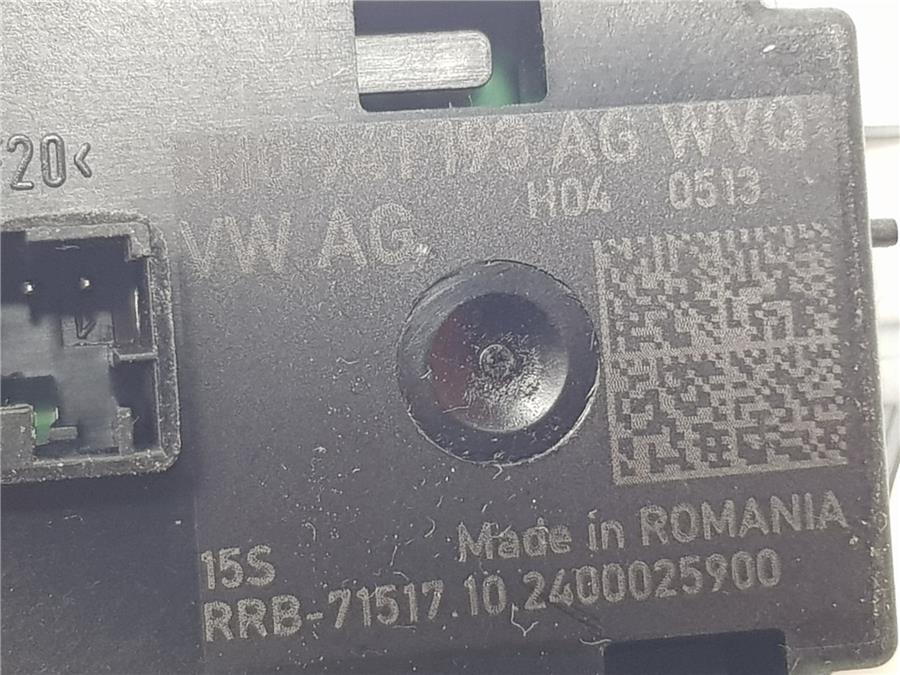 20<
AG WVQ
H04 0513
VW AG
15S
Made in ROMANIA
RRB-71517.10 2400025900